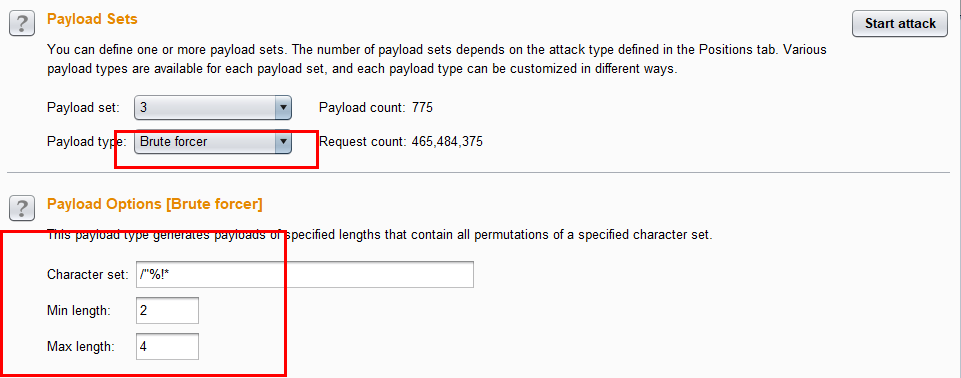 Payload Sets
Start attack
You can define one or more payload sets. The number of payload sets depends on the attack type defined in the Positions tab. Various
payload types are available for each payload set, and each payload type can be customized in different ways.
Payload set: 3 Payload count: 775
Payload type: Brute forcer Request count: 465,484,375
Payload Options [Brute forcer]
This payload type generates payloads of specified lengths that contain all permutations of a specified character set.
Character set: /"%!*
Min length: 2
Max length: 4